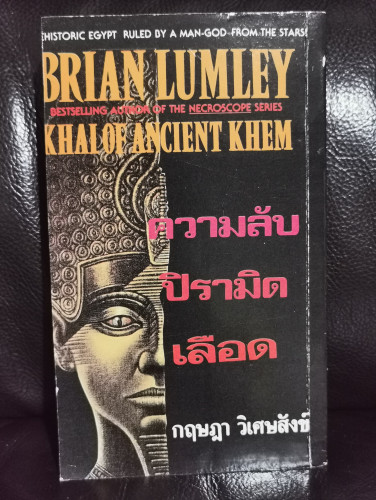 EHISTORIC EGYPT RULED BY A MAN-GOD FROM THE STARS!
BRIAN LUMLEY
BESTSELLING AUTHOR OF THE NECROSCOPE SERIES
KHAI OF ANCIENT KHEM
ความลับ
ปิรามิด
เลือด
กฤษฎา วิเศษสังข์